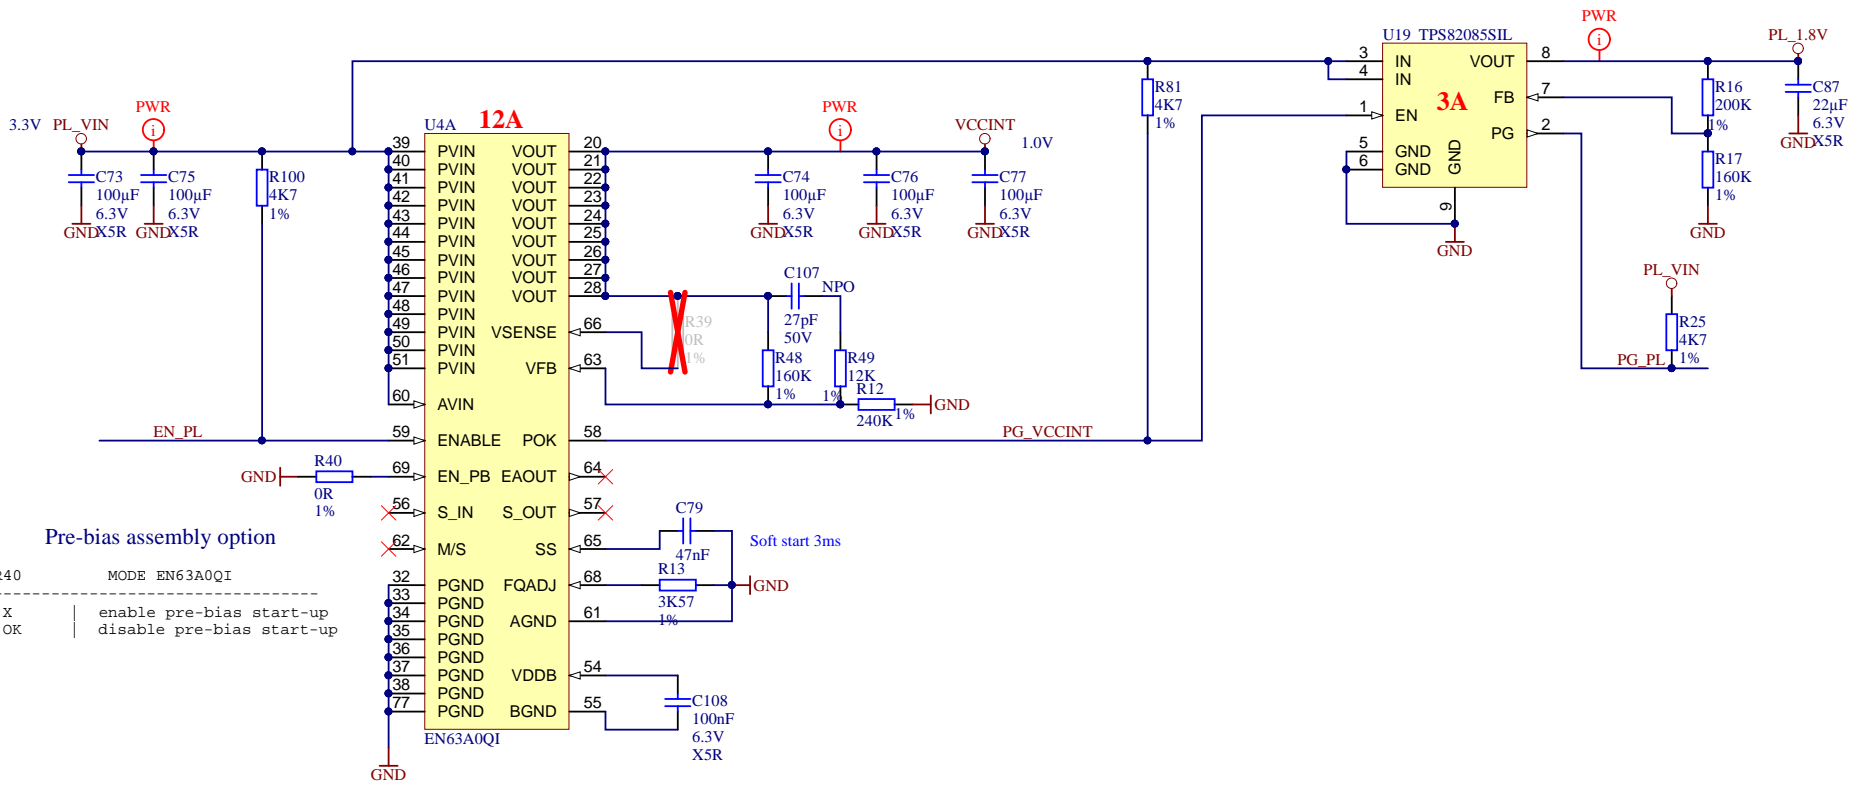 PWR
U19 TPS82085SIL
PL_1.8V
3 IN VOUT 8
4 IN
3A
FB 7
1 EN
PG 2
5 GND
6 GND
GND
9
GND
R81
4K7
1%
R16
200K
1%
C87
22µF
6.3V
X5R
GND
R17
160K
1%
GND
PL_VIN
R25
4K7
1%
PG_PL
3.3V PL_VIN
PWR
C73
100µF
6.3V
X5R
GND
C75
100µF
6.3V
X5R
GND
R100
4K7
1%
U4A
12A
39 PVIN VOUT 20
40 PVIN VOUT 21
41 PVIN VOUT 22
42 PVIN VOUT 23
43 PVIN VOUT 24
44 PVIN VOUT 25
45 PVIN VOUT 26
46 PVIN VOUT 27
47 PVIN VOUT 28
48 PVIN
49 PVIN VSENSE 66
50 PVIN
51 PVIN VFB 63
60 AVIN
59 ENABLE POK 58
69 EN_PB EAOUT 64
56 S_IN S_OUT 57
62 M/S SS 65
32 PGND FQADJ 68
33 PGND
34 PGND AGND 61
35 PGND
36 PGND
37 PGND VDDB 54
38 PGND
77 PGND BGND 55
EN63A0QI
GND
PWR
VCCINT
1.0V
C74
100µF
6.3V
X5R
GND
C76
100µF
6.3V
X5R
GND
C77
100µF
6.3V
X5R
GND
R39
0R
1%
C107
NPO
27pF
50V
R48
160K
1%
R49
12K
1%
R12
240K
1%
GND
EN_PL
PG_VCCINT
GND
R40
0R
1%
C79
47nF
Soft start 3ms
R13
3K57
1%
GND
C108
100nF
6.3V
X5R
Pre-bias assembly option
R40 MODE EN63A0QI
X | enable pre-bias start-up
OK | disable pre-bias start-up